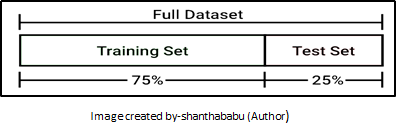 Full Dataset
Training Set Test Set
75% 25%
Image created by-shanthababu (Author)